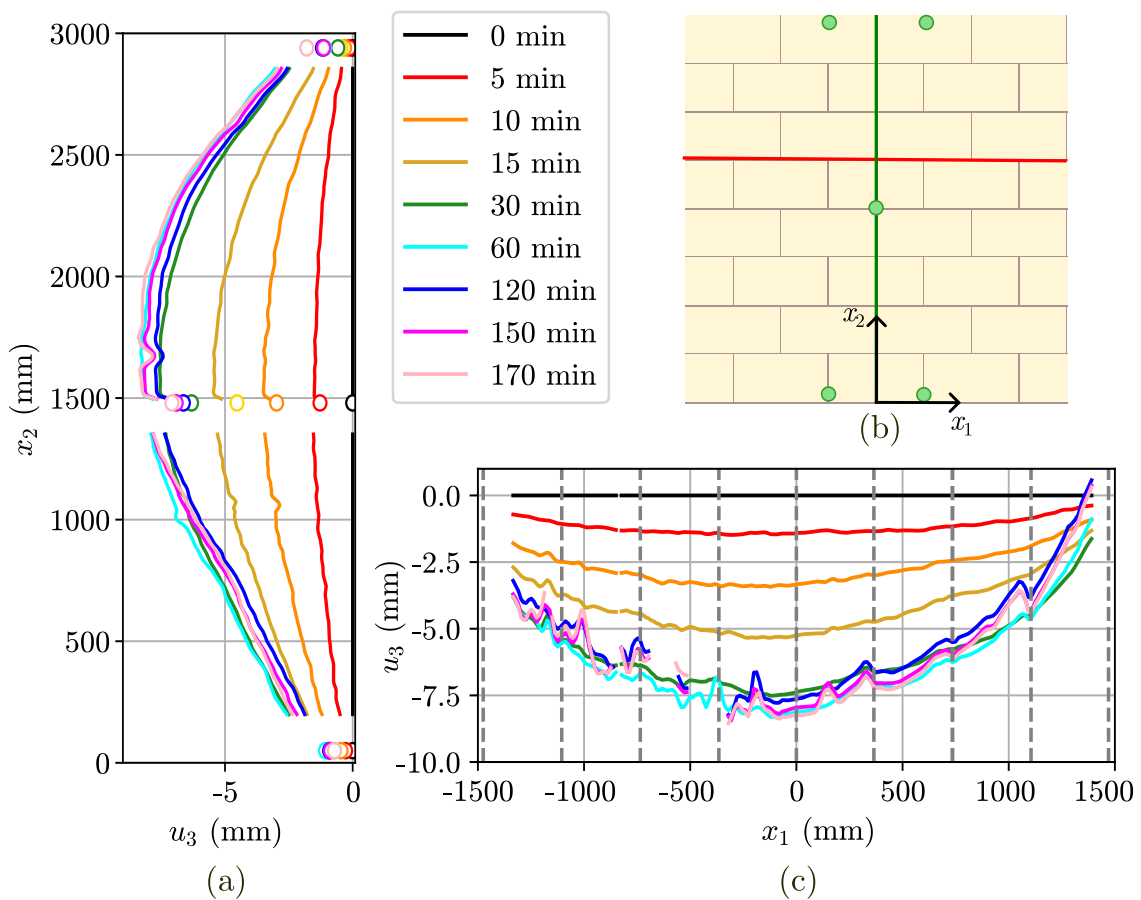 3000
2500
2000
1500
1000
500
0
x₂ (mm)
-5
0
u₃ (mm)
(a)
0 min
5 min
10 min
15 min
30 min
60 min
120 min
150 min
170 min
x₂
x₁
(b)
0.0
-2.5
-5.0
-7.5
-10.0
u₃ (mm)
-1500
-1000
-500
0
500
1000
1500
x₁ (mm)
(c)